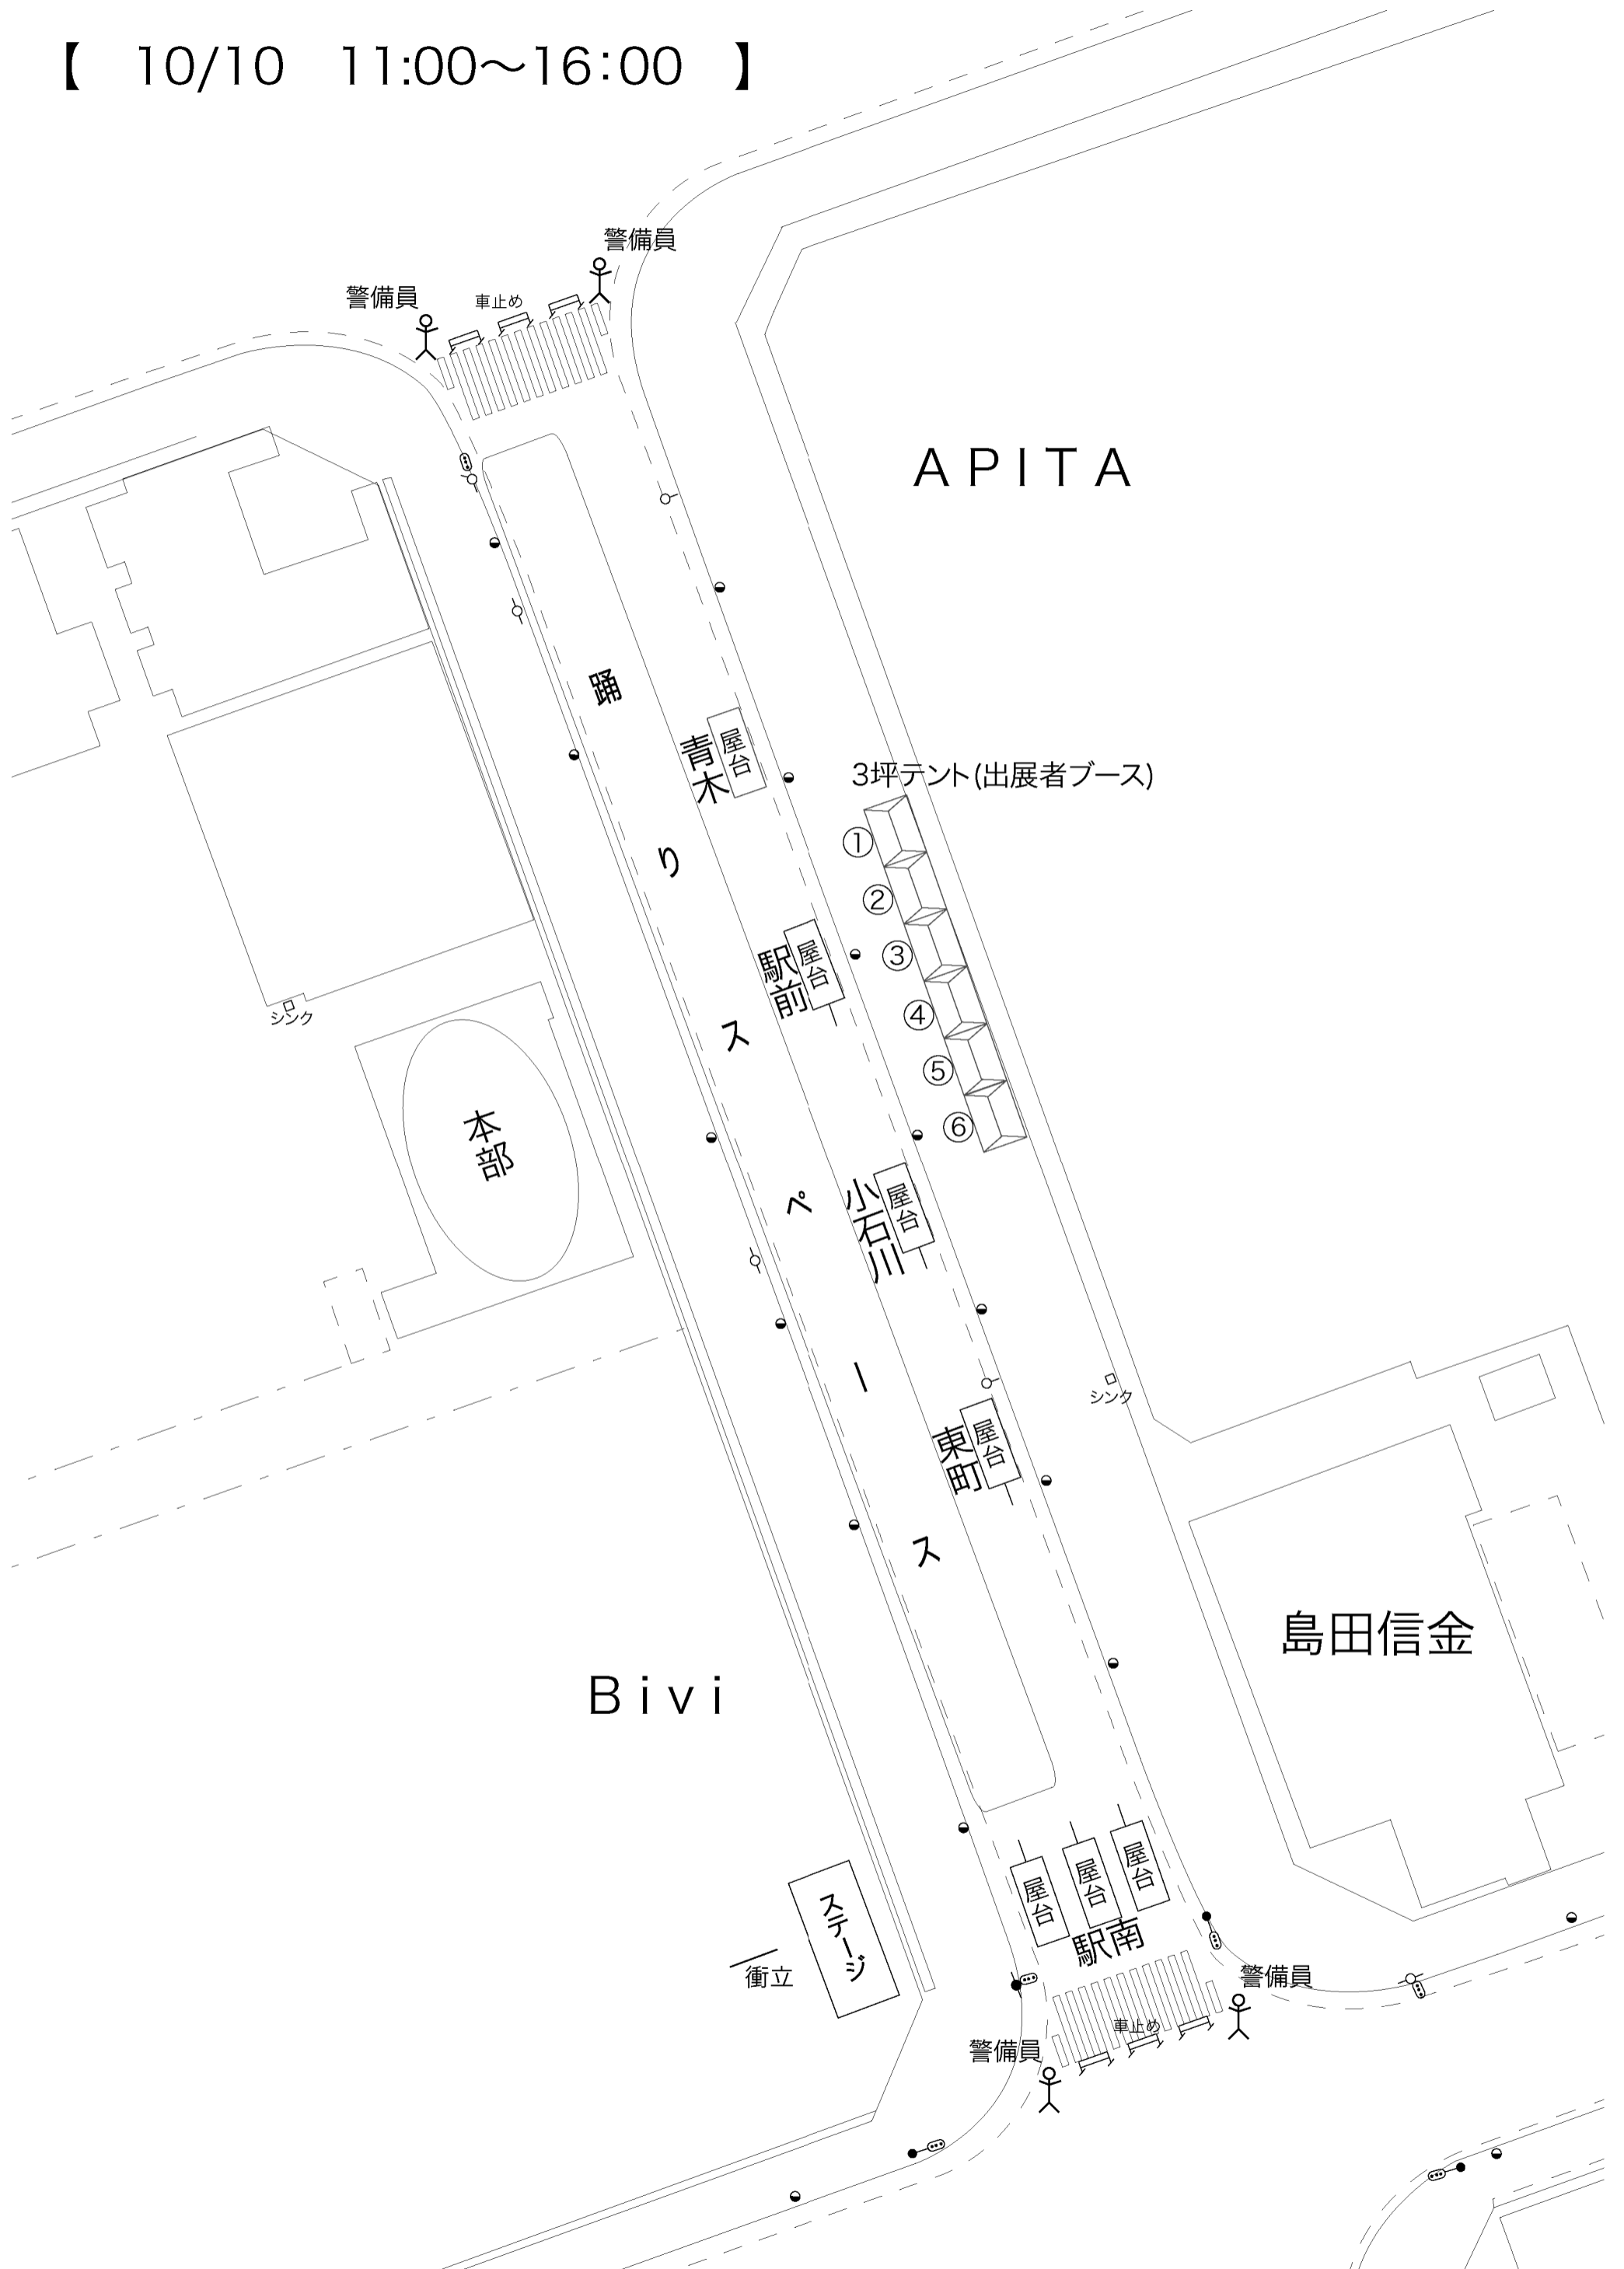 【　10/10　11:00～16：00　】
警備員
警備員
車止め
ＡＰＩＴＡ
踊りスペース
青木
屋台
3坪テント(出展者ブース)
①
②
③
④
⑤
⑥
駅前
屋台
シンク
本部
小石川
屋台
シンク
東町
屋台
島田信金
Ｂｉｖｉ
屋台
屋台
屋台
駅南
ステージ
衝立
警備員
車止め
警備員